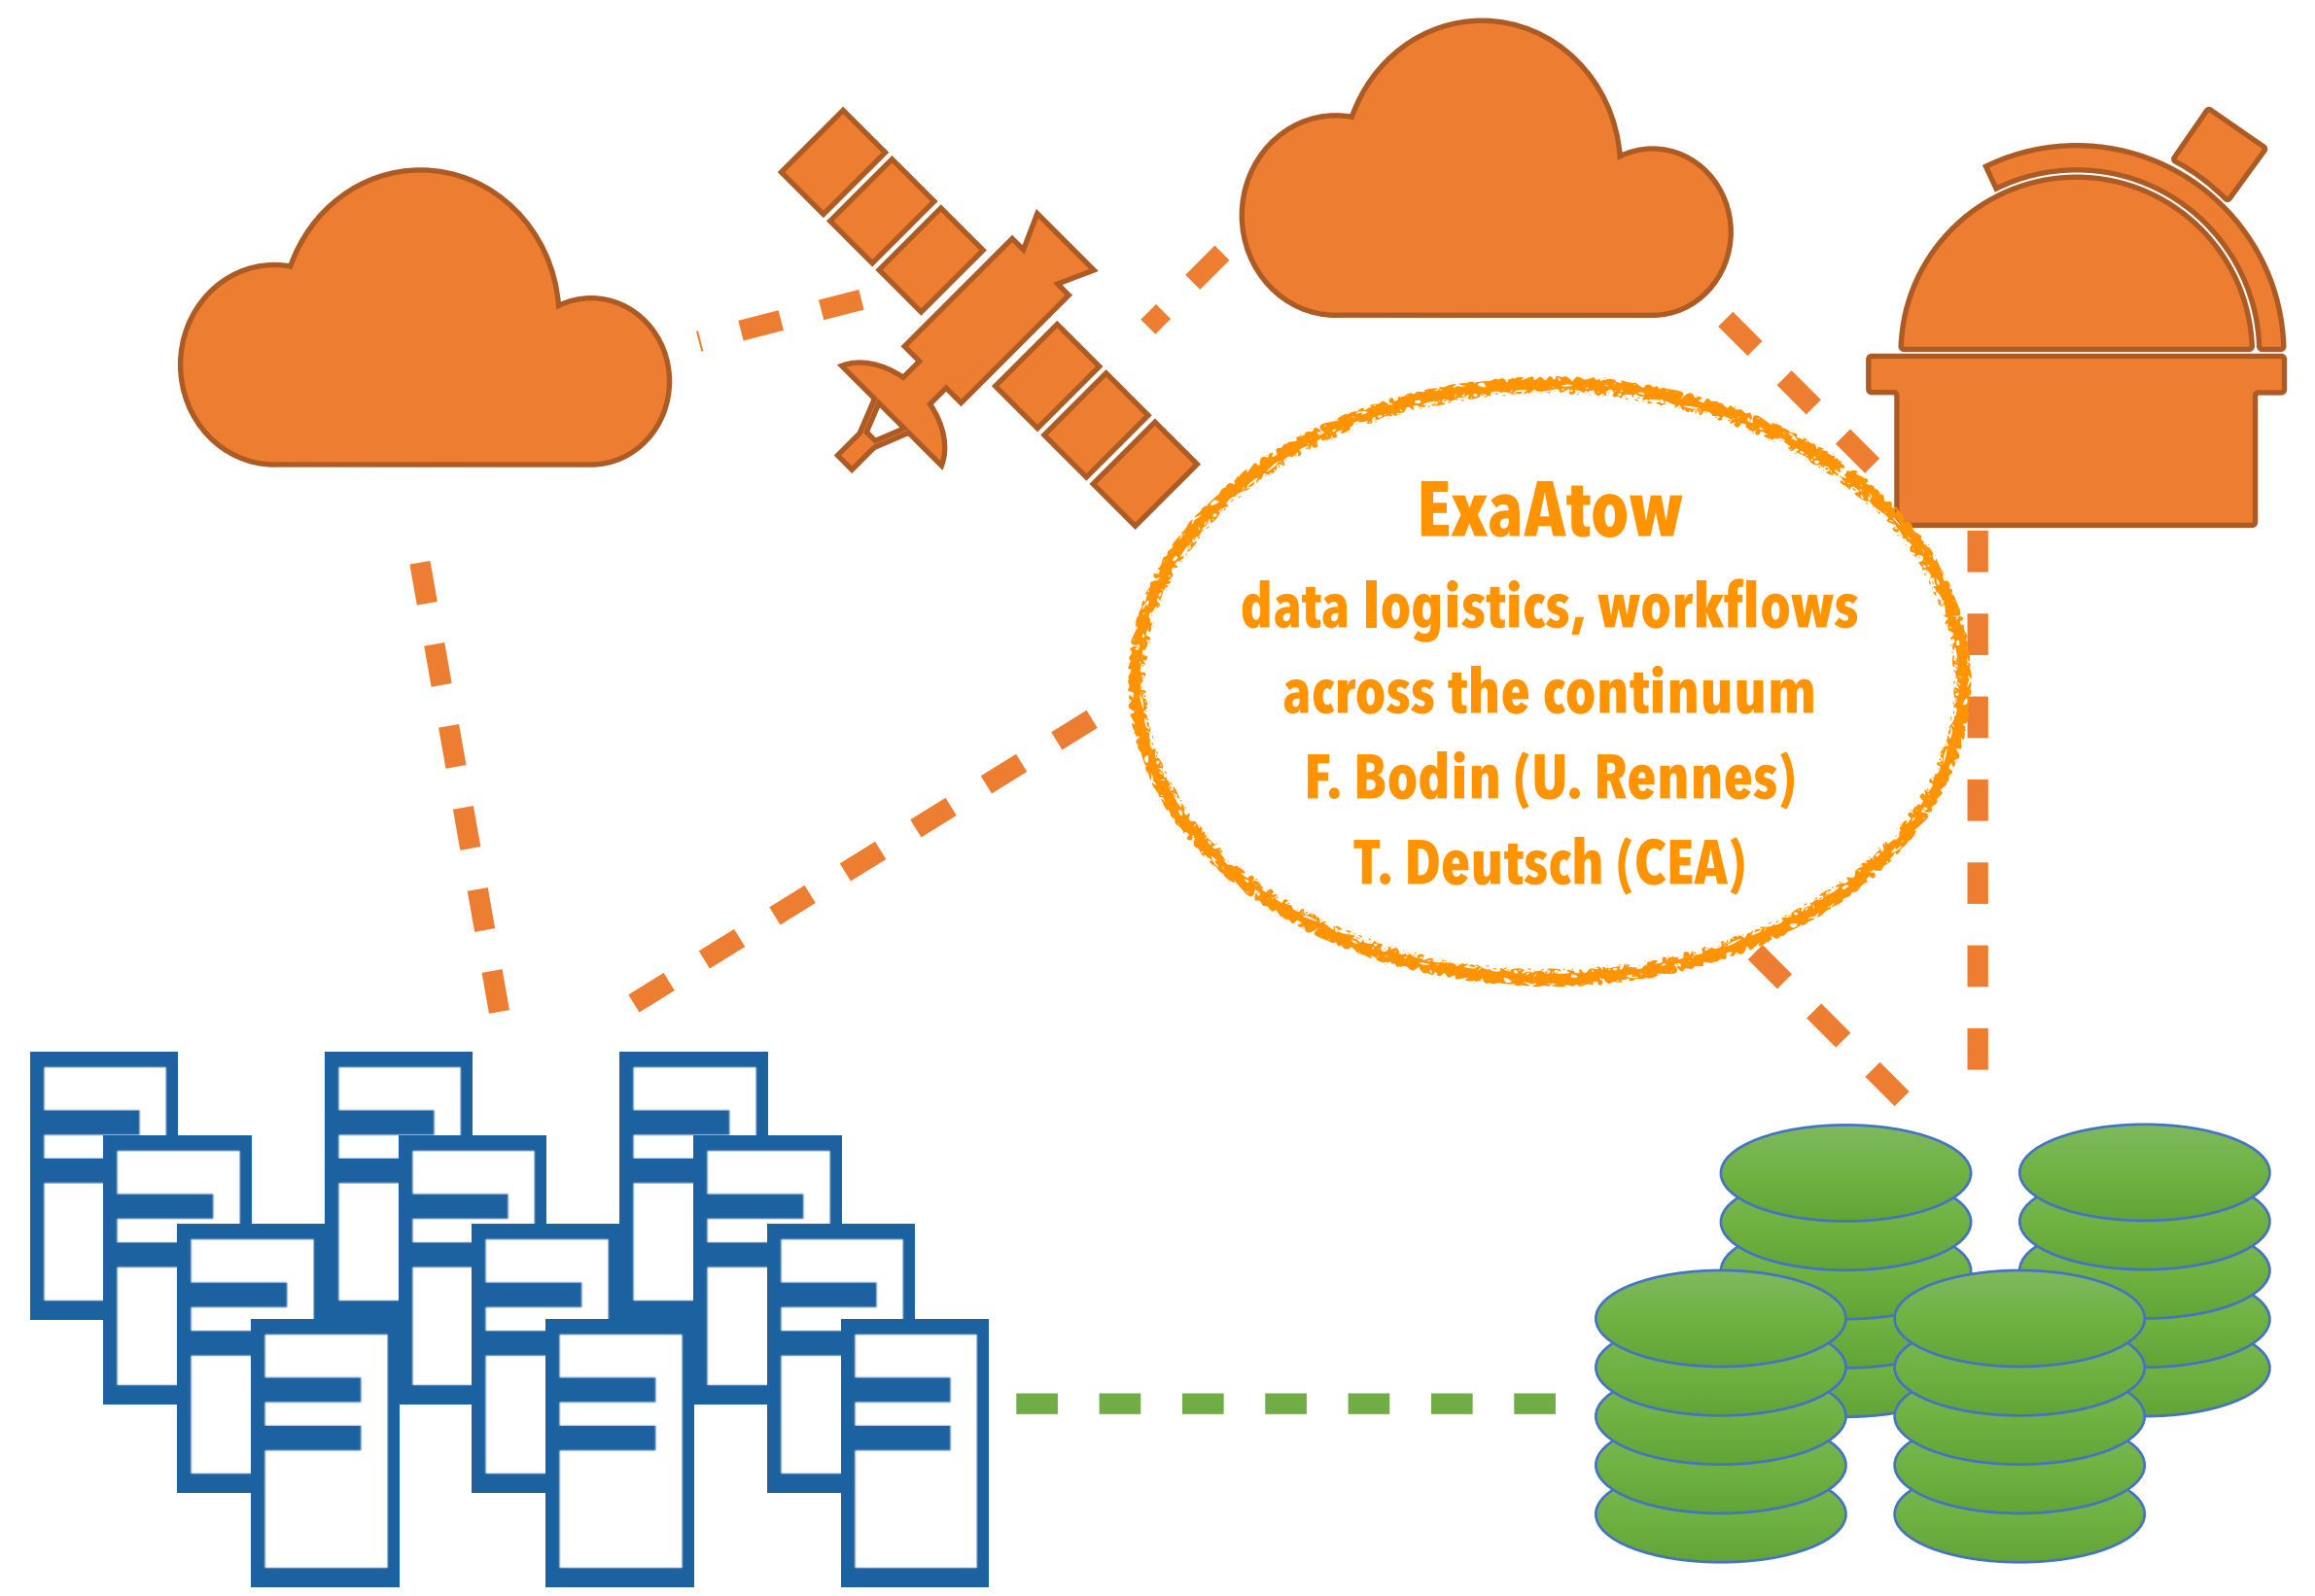 ExaAtow
data logistics, workflows
across the continuum
F. Bodin (U. Rennes)
T. Deutsch (CEA)